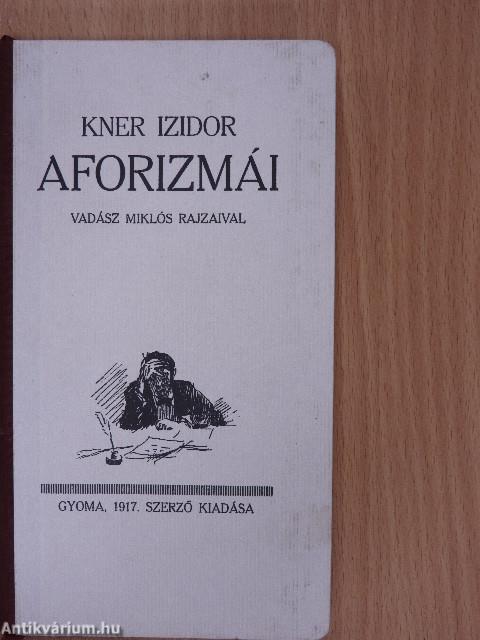 KNER IZIDOR
AFORIZMÁI
VADÁSZ MIKLÓS RAJZAIVAL
GYOMA, 1917. SZERZŐ KIADÁSA
Antikvárium.hu